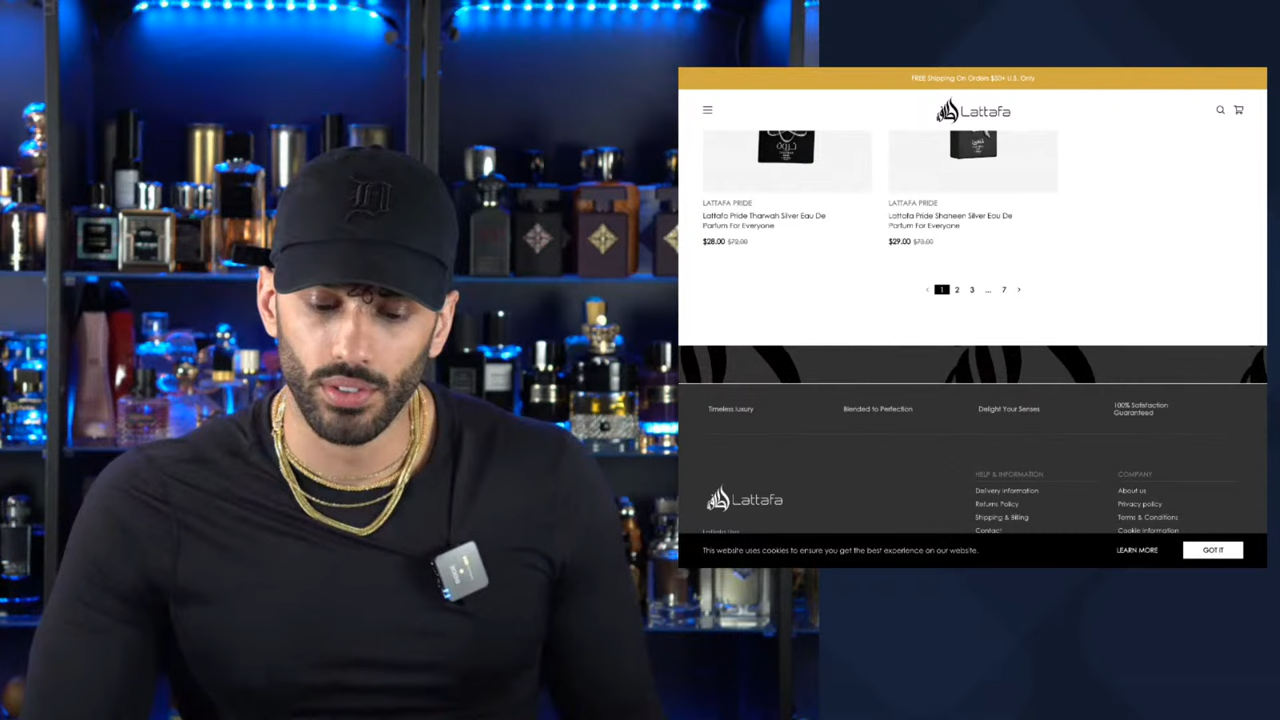 FREE Shipping On Orders $50+ U.S. Only
Lattafa
LATTAFA PRIDE
Lattafa Pride Tharwah Silver Eau De
Parfum For Everyone
$28.00 $72.00
LATTAFA PRIDE
Lattafa Pride Shaheen Silver Eau De
Parfum For Everyone
$29.00 $73.00
1 2 3 ... 7
Timeless luxury
Blended to Perfection
Delight Your Senses
100% Satisfaction
Guaranteed
Lattafa
HELP & INFORMATION
Delivery information
Returns Policy
Shipping & Billing
Contact
COMPANY
About us
Privacy policy
Terms & Conditions
Cookie Information
This website uses cookies to ensure you get the best experience on our website.
LEARN MORE
GOT IT